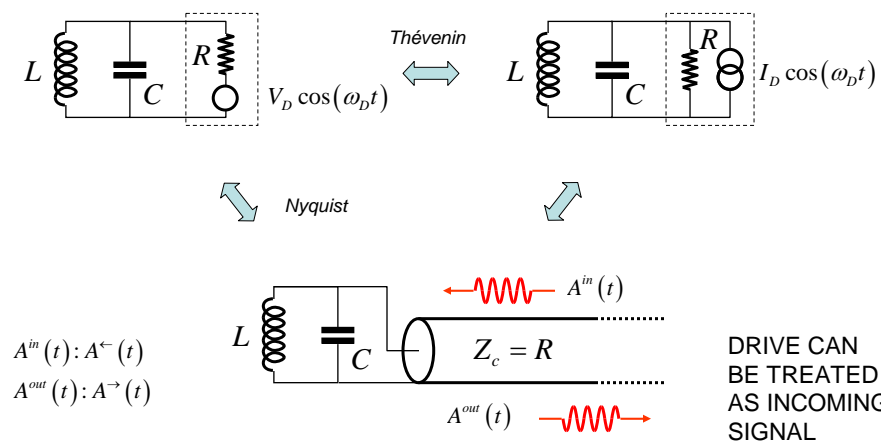 L
C
R
V_D cos(ω_D t)
Thévenin
C
R
I_D cos(ω_D t)
L
Nyquist
A^{in}(t)
L
C
Z_c = R
A^{in}(t): A^{←}(t)
A^{out}(t): A^{→}(t)
A^{out}(t)
DRIVE CAN
BE TREATED
AS INCOMING
SIGNAL